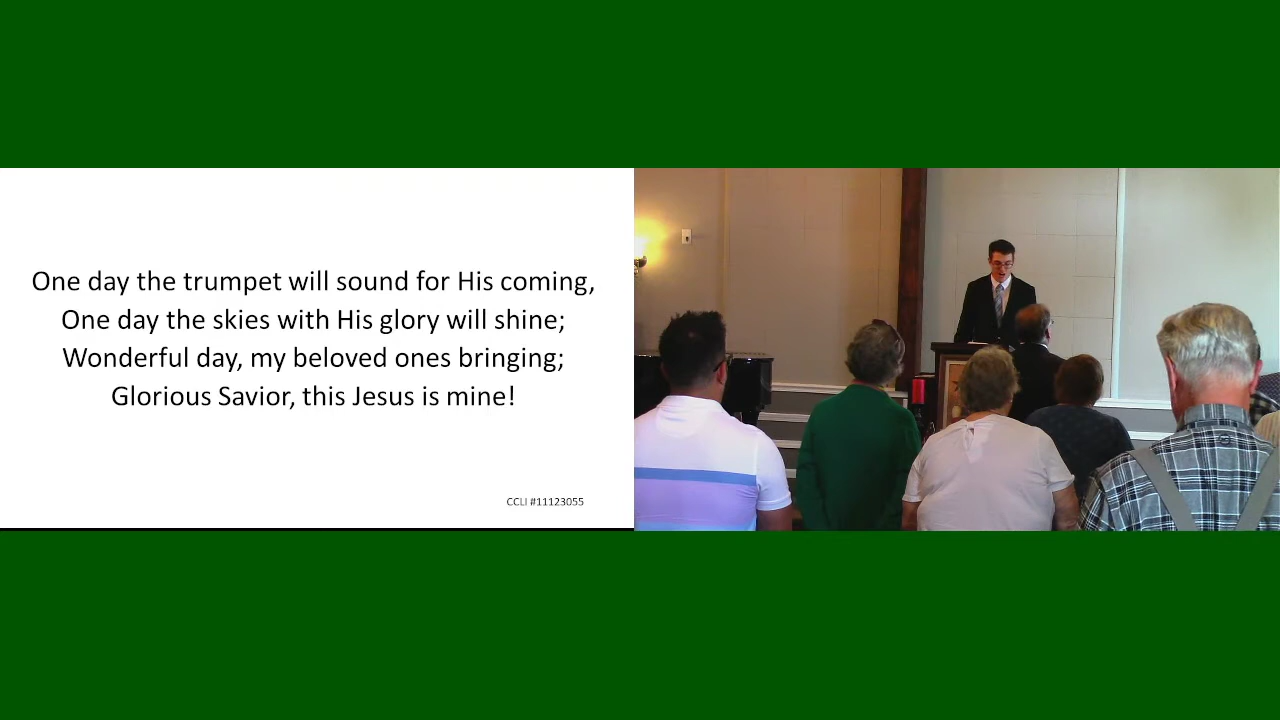 One day the trumpet will sound for His coming,
One day the skies with His glory will shine;
Wonderful day, my beloved ones bringing;
Glorious Savior, this Jesus is mine!
CCLI #11123055